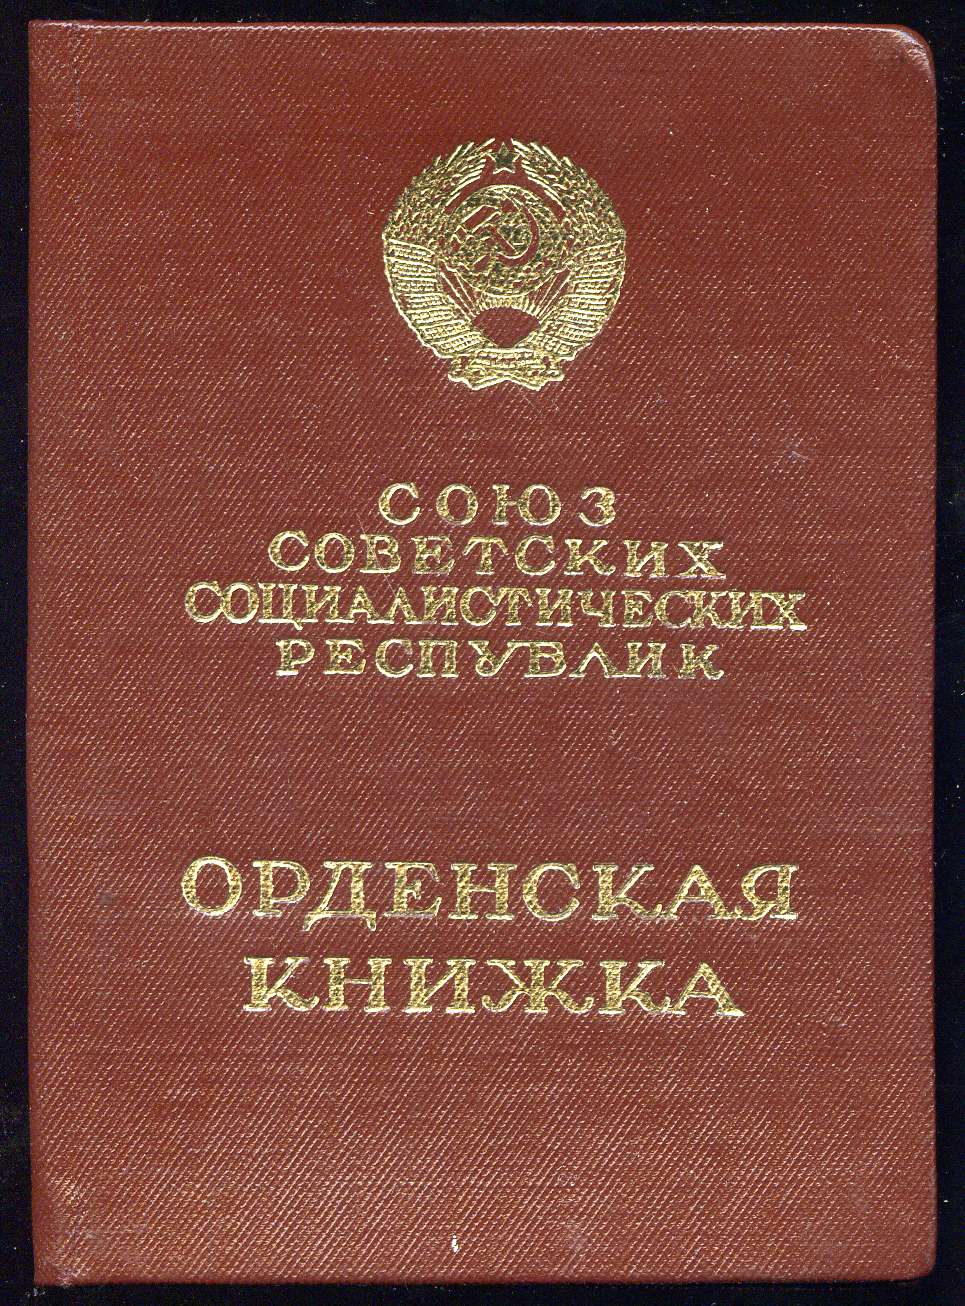 СОЮЗ
СОВЕТСКИХ
СОЦИАЛИСТИЧЕСКИХ
РЕСПУБЛИК
ОРДЕНСКАЯ
КНИЖКА